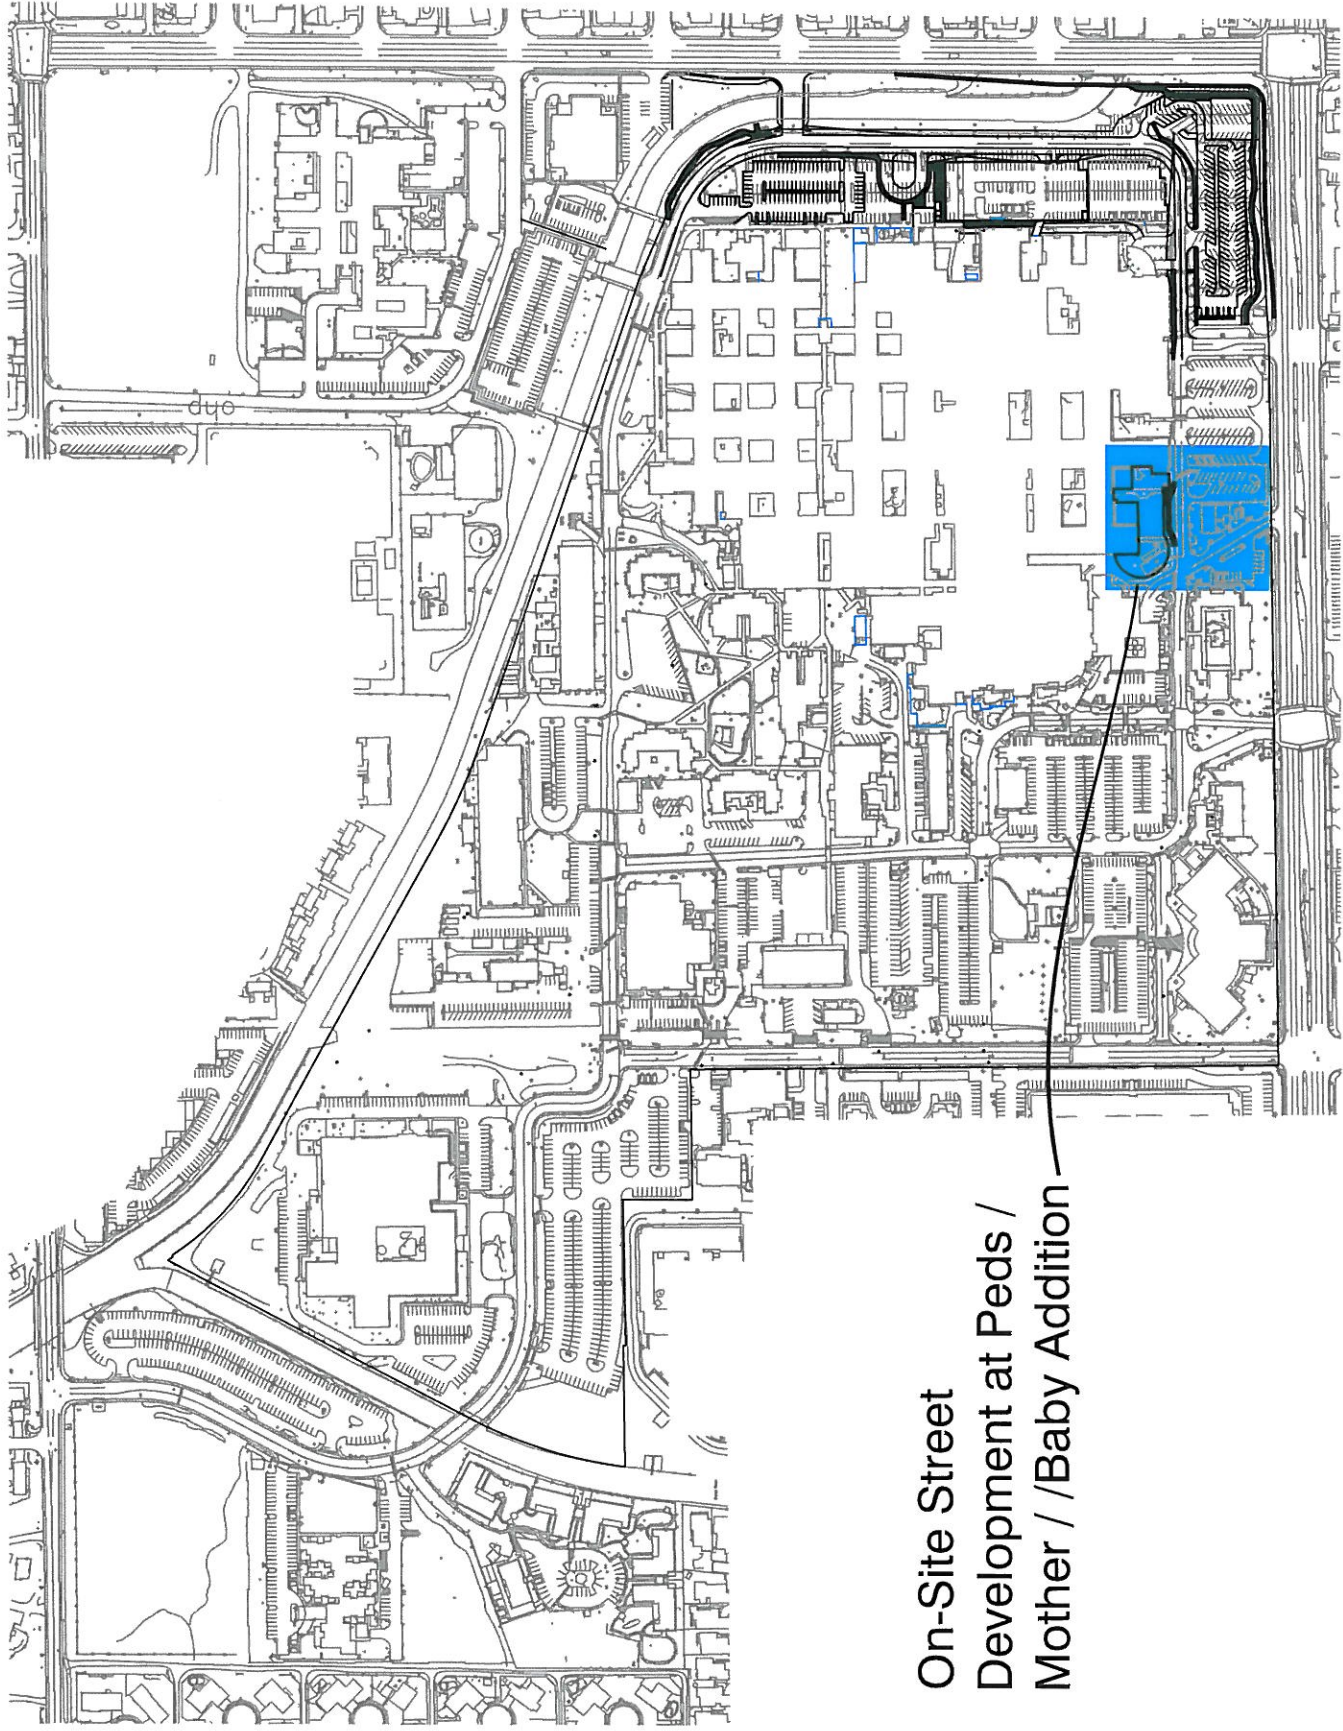 On-Site Street
Development at Peds /
Mother / /Baby Addition